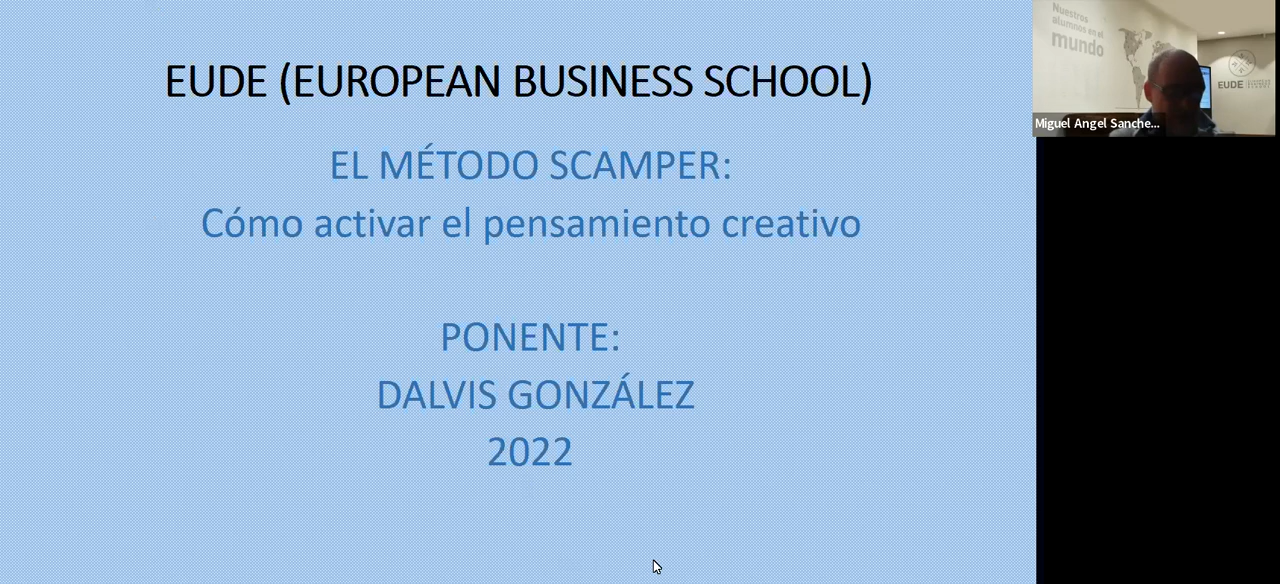 EUDE (EUROPEAN BUSINESS SCHOOL)
EL MÉTODO SCAMPER:
Cómo activar el pensamiento creativo
PONENTE:
DALVIS GONZÁLEZ
2022
Nuestros
alumnos en el
mundo
EUDE
Miguel Angel Sanche...